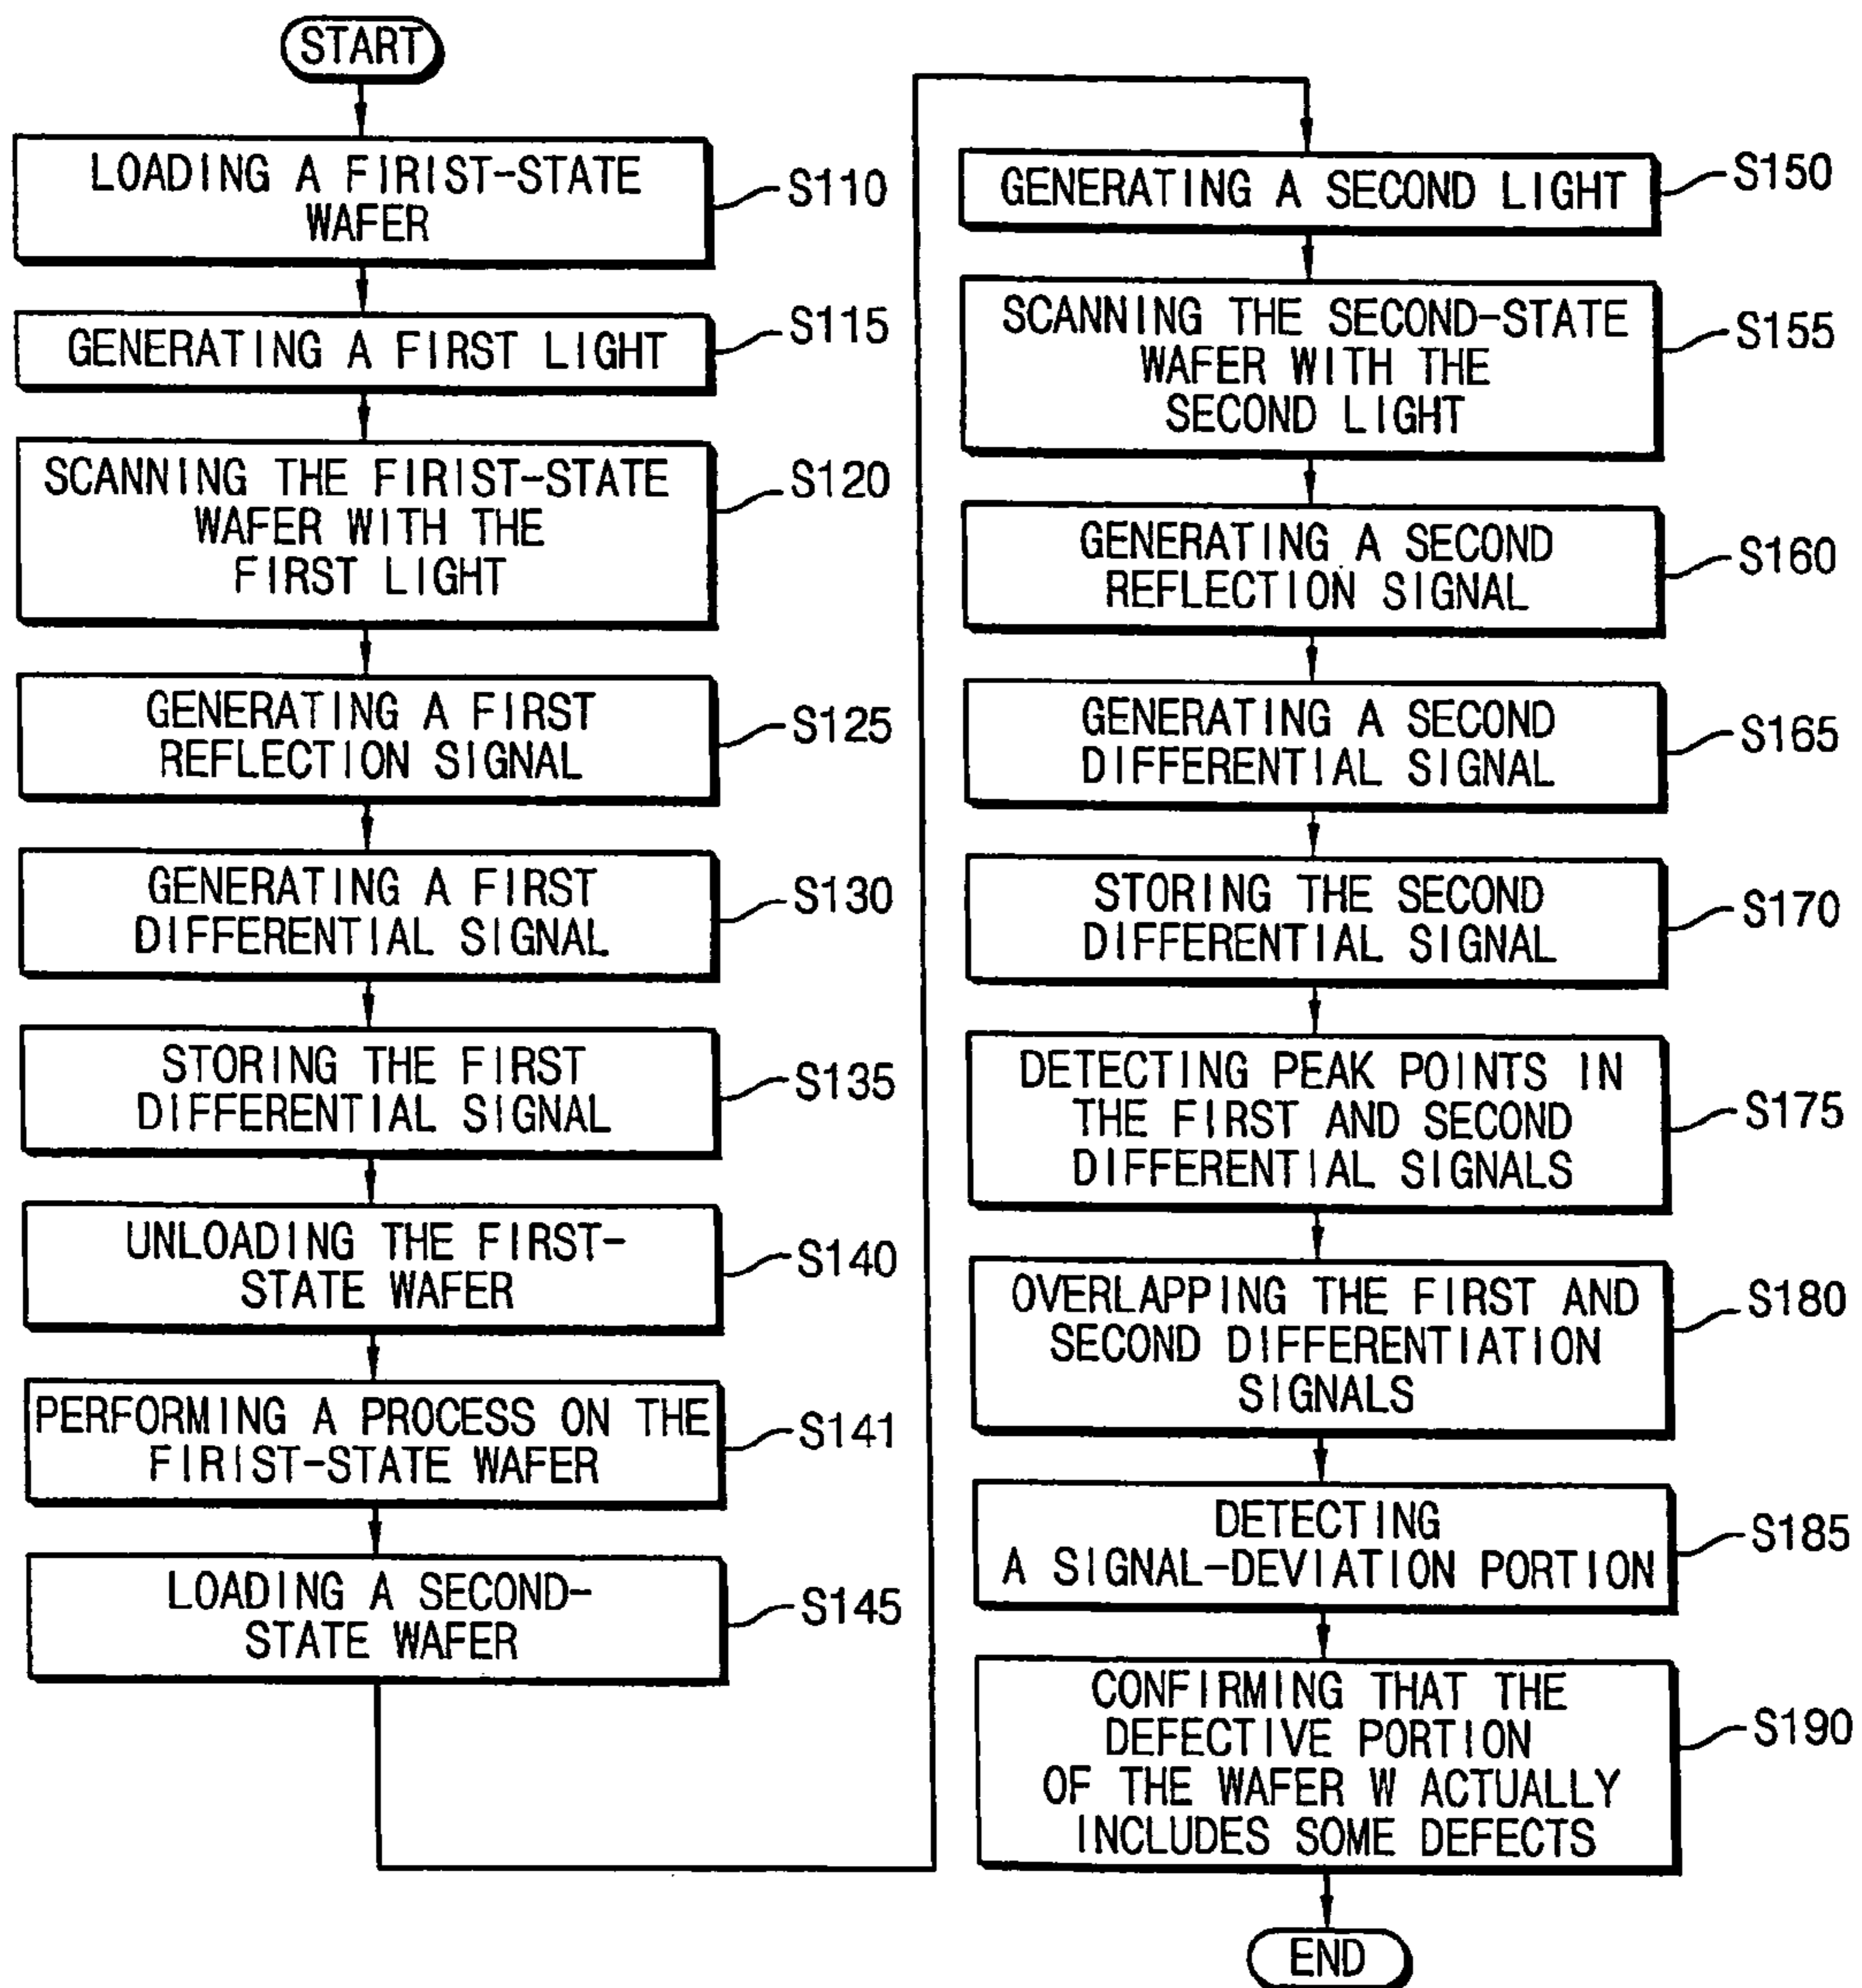 START
LOADING A FIRIST-STATE
WAFER
S110
GENERATING A FIRST LIGHT
S115
SCANNING THE FIRIST-STATE
WAFER WITH THE
FIRST LIGHT
S120
GENERATING A FIRST
REFLECTION SIGNAL
S125
GENERATING A FIRST
DIFFERENTIAL SIGNAL
S130
STORING THE FIRST
DIFFERENTIAL SIGNAL
S135
UNLOADING THE FIRST-
STATE WAFER
S140
PERFORMING A PROCESS ON THE
FIRIST-STATE WAFER
S141
LOADING A SECOND-
STATE WAFER
S145
GENERATING A SECOND LIGHT
S150
SCANNING THE SECOND-STATE
WAFER WITH THE
SECOND LIGHT
S155
GENERATING A SECOND
REFLECTION SIGNAL
S160
GENERATING A SECOND
DIFFERENTIAL SIGNAL
S165
STORING THE SECOND
DIFFERENTIAL SIGNAL
S170
DETECTING PEAK POINTS IN
THE FIRST AND SECOND
DIFFERENTIAL SIGNALS
S175
OVERLAPPING THE FIRST AND
SECOND DIFFERENTIATION
SIGNALS
S180
DETECTING
A SIGNAL-DEVIATION PORTION
S185
CONFIRMING THAT THE
DEFECTIVE PORTION
OF THE WAFER W ACTUALLY
INCLUDES SOME DEFECTS
S190
END